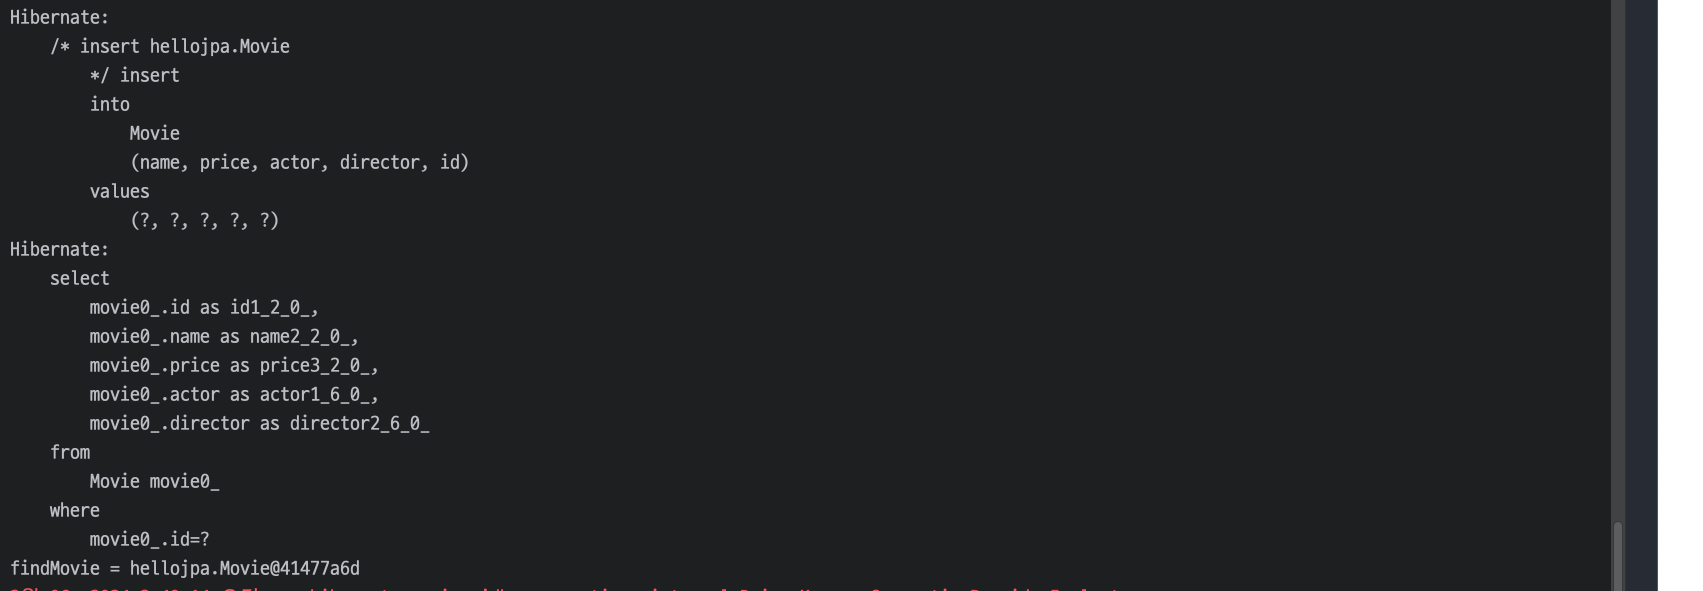 Hibernate:
/* insert hellojpa.Movie
*/ insert
into
Movie
(name, price, actor, director, id)
values
(?, ?, ?, ?, ?)
Hibernate:
select
movie0_.id as id1_2_0_,
movie0_.name as name2_2_0_,
movie0_.price as price3_2_0_,
movie0_.actor as actor1_6_0_,
movie0_.director as director2_6_0_
from
Movie movie0_
where
movie0_.id=?
findMovie = hellojpa.Movie@41477a6d